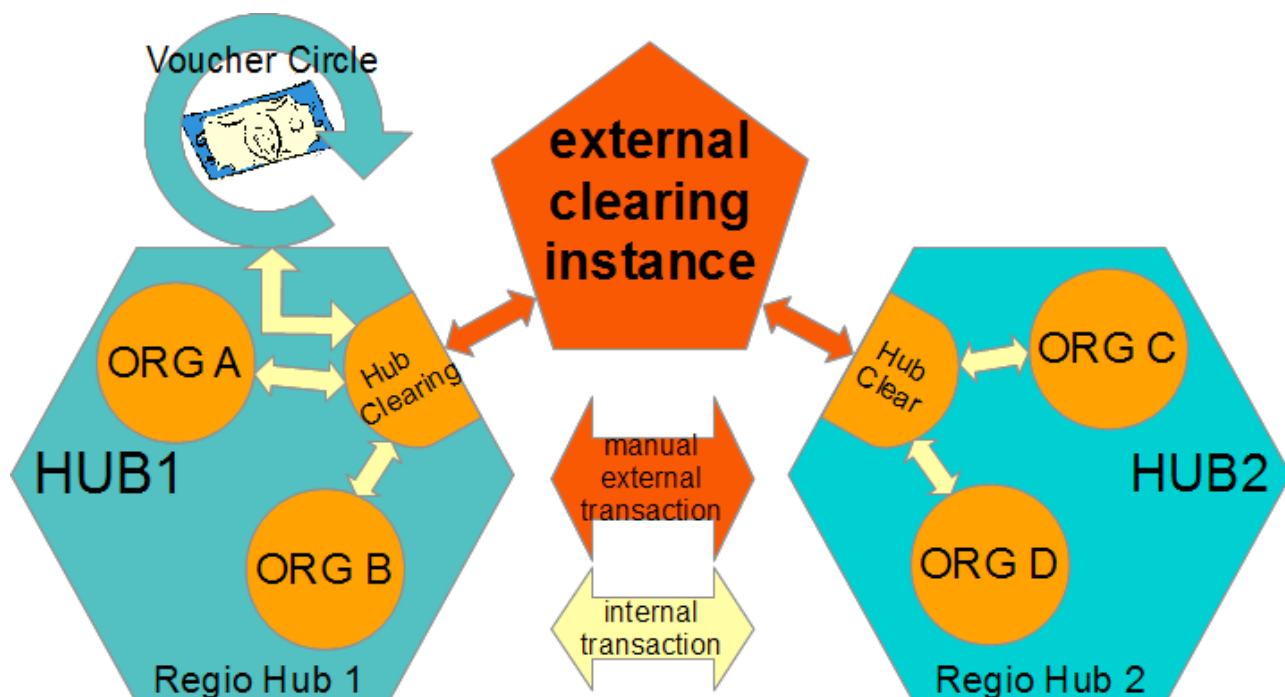 Voucher Circle
external
clearing
instance
ORG A
Hub
Clearing
HUB1
ORG B
Regio Hub 1
manual
external
transaction
internal
transaction
Hub
Clear
ORG C
HUB2
ORG D
Regio Hub 2